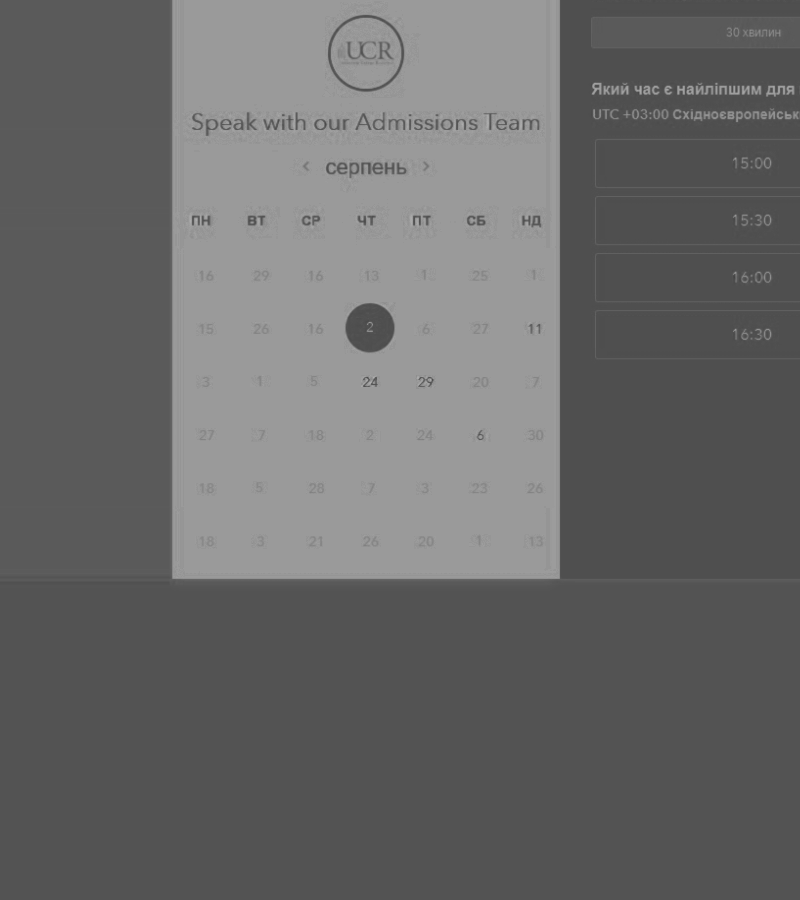 UCR
Speak with our Admissions Team
серпень
ПН ВТ СР ЧТ ПТ СБ НД
16 29 16 13 1 25 1
15 26 16 2 6 27 11
3 1 5 24 29 20 7
27 7 18 2 24 6 30
18 5 28 7 3 23 26
18 3 21 26 20 1 13
30 хвилин
Який час є найліпшим для
UTC +03:00 Східноєвропейськ
15:00
15:30
16:00
16:30